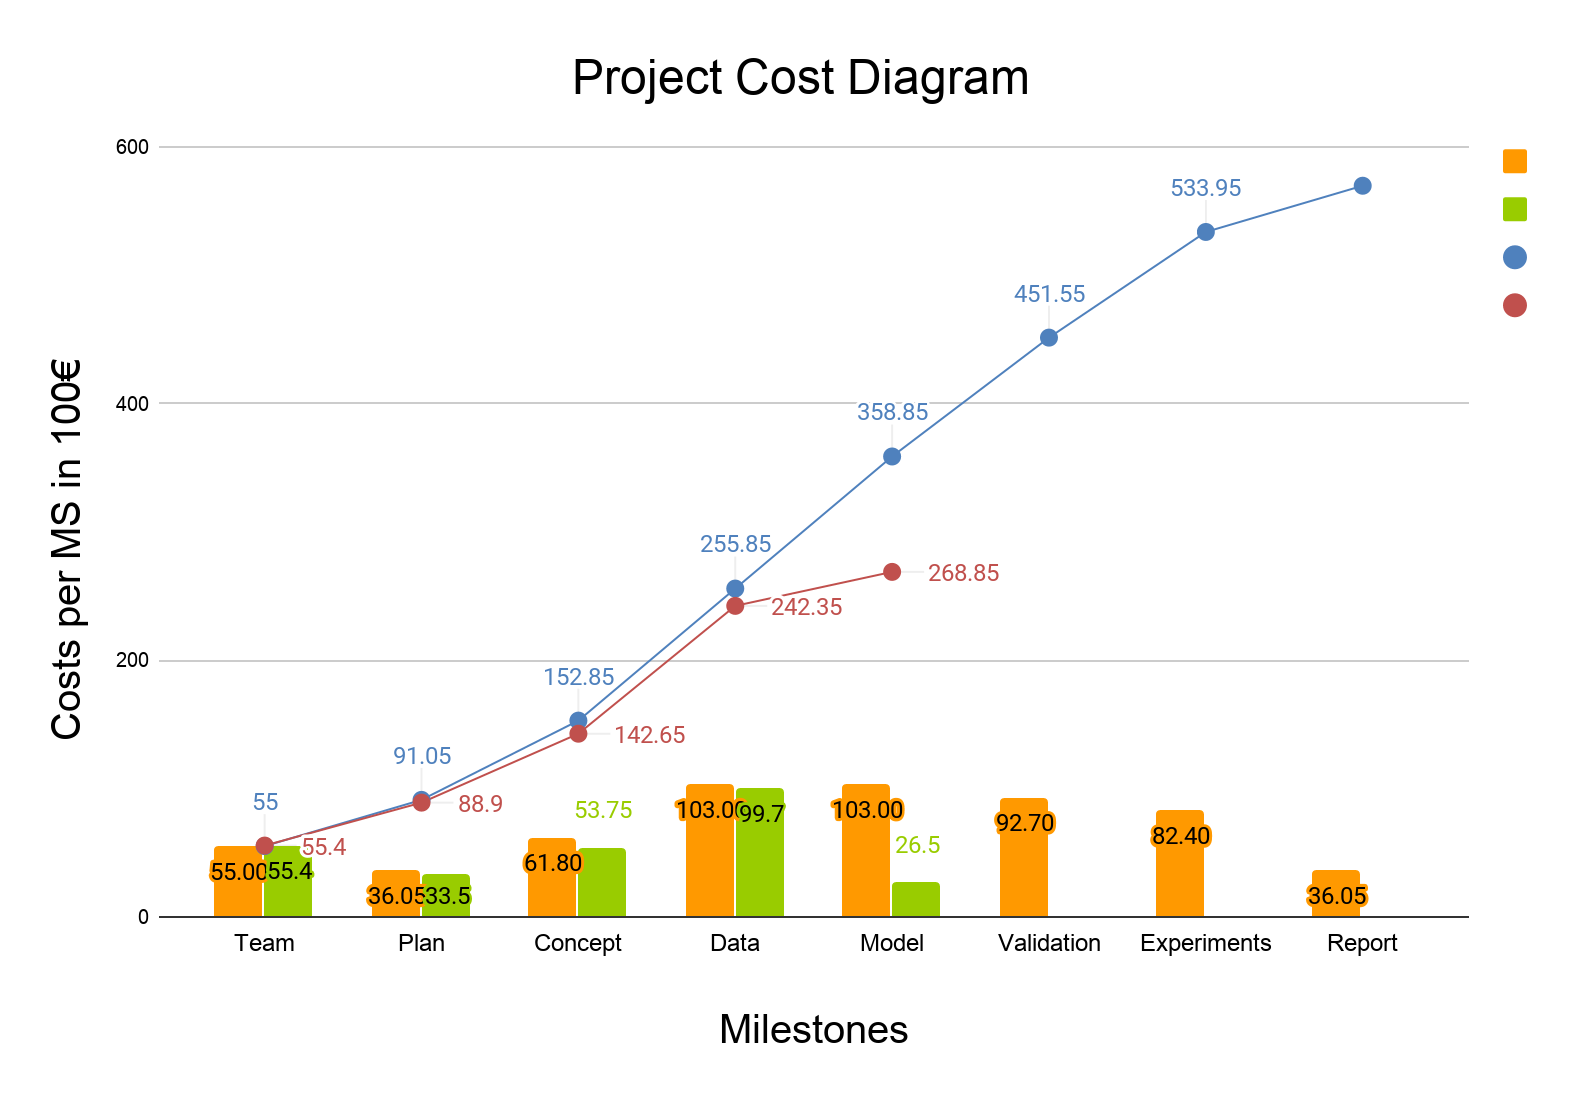 Project Cost Diagram
600
533.95
451.55
400
358.85
255.85
268.85
242.35
200
152.85
142.65
91.05
88.9
55
55.4
53.75
26.5
55.00
55.4
36.05
33.5
61.80
103.00
99.7
103.00
92.70
82.40
36.05
0
Team
Plan
Concept
Data
Model
Validation
Experiments
Report
Costs per MS in 100€
Milestones